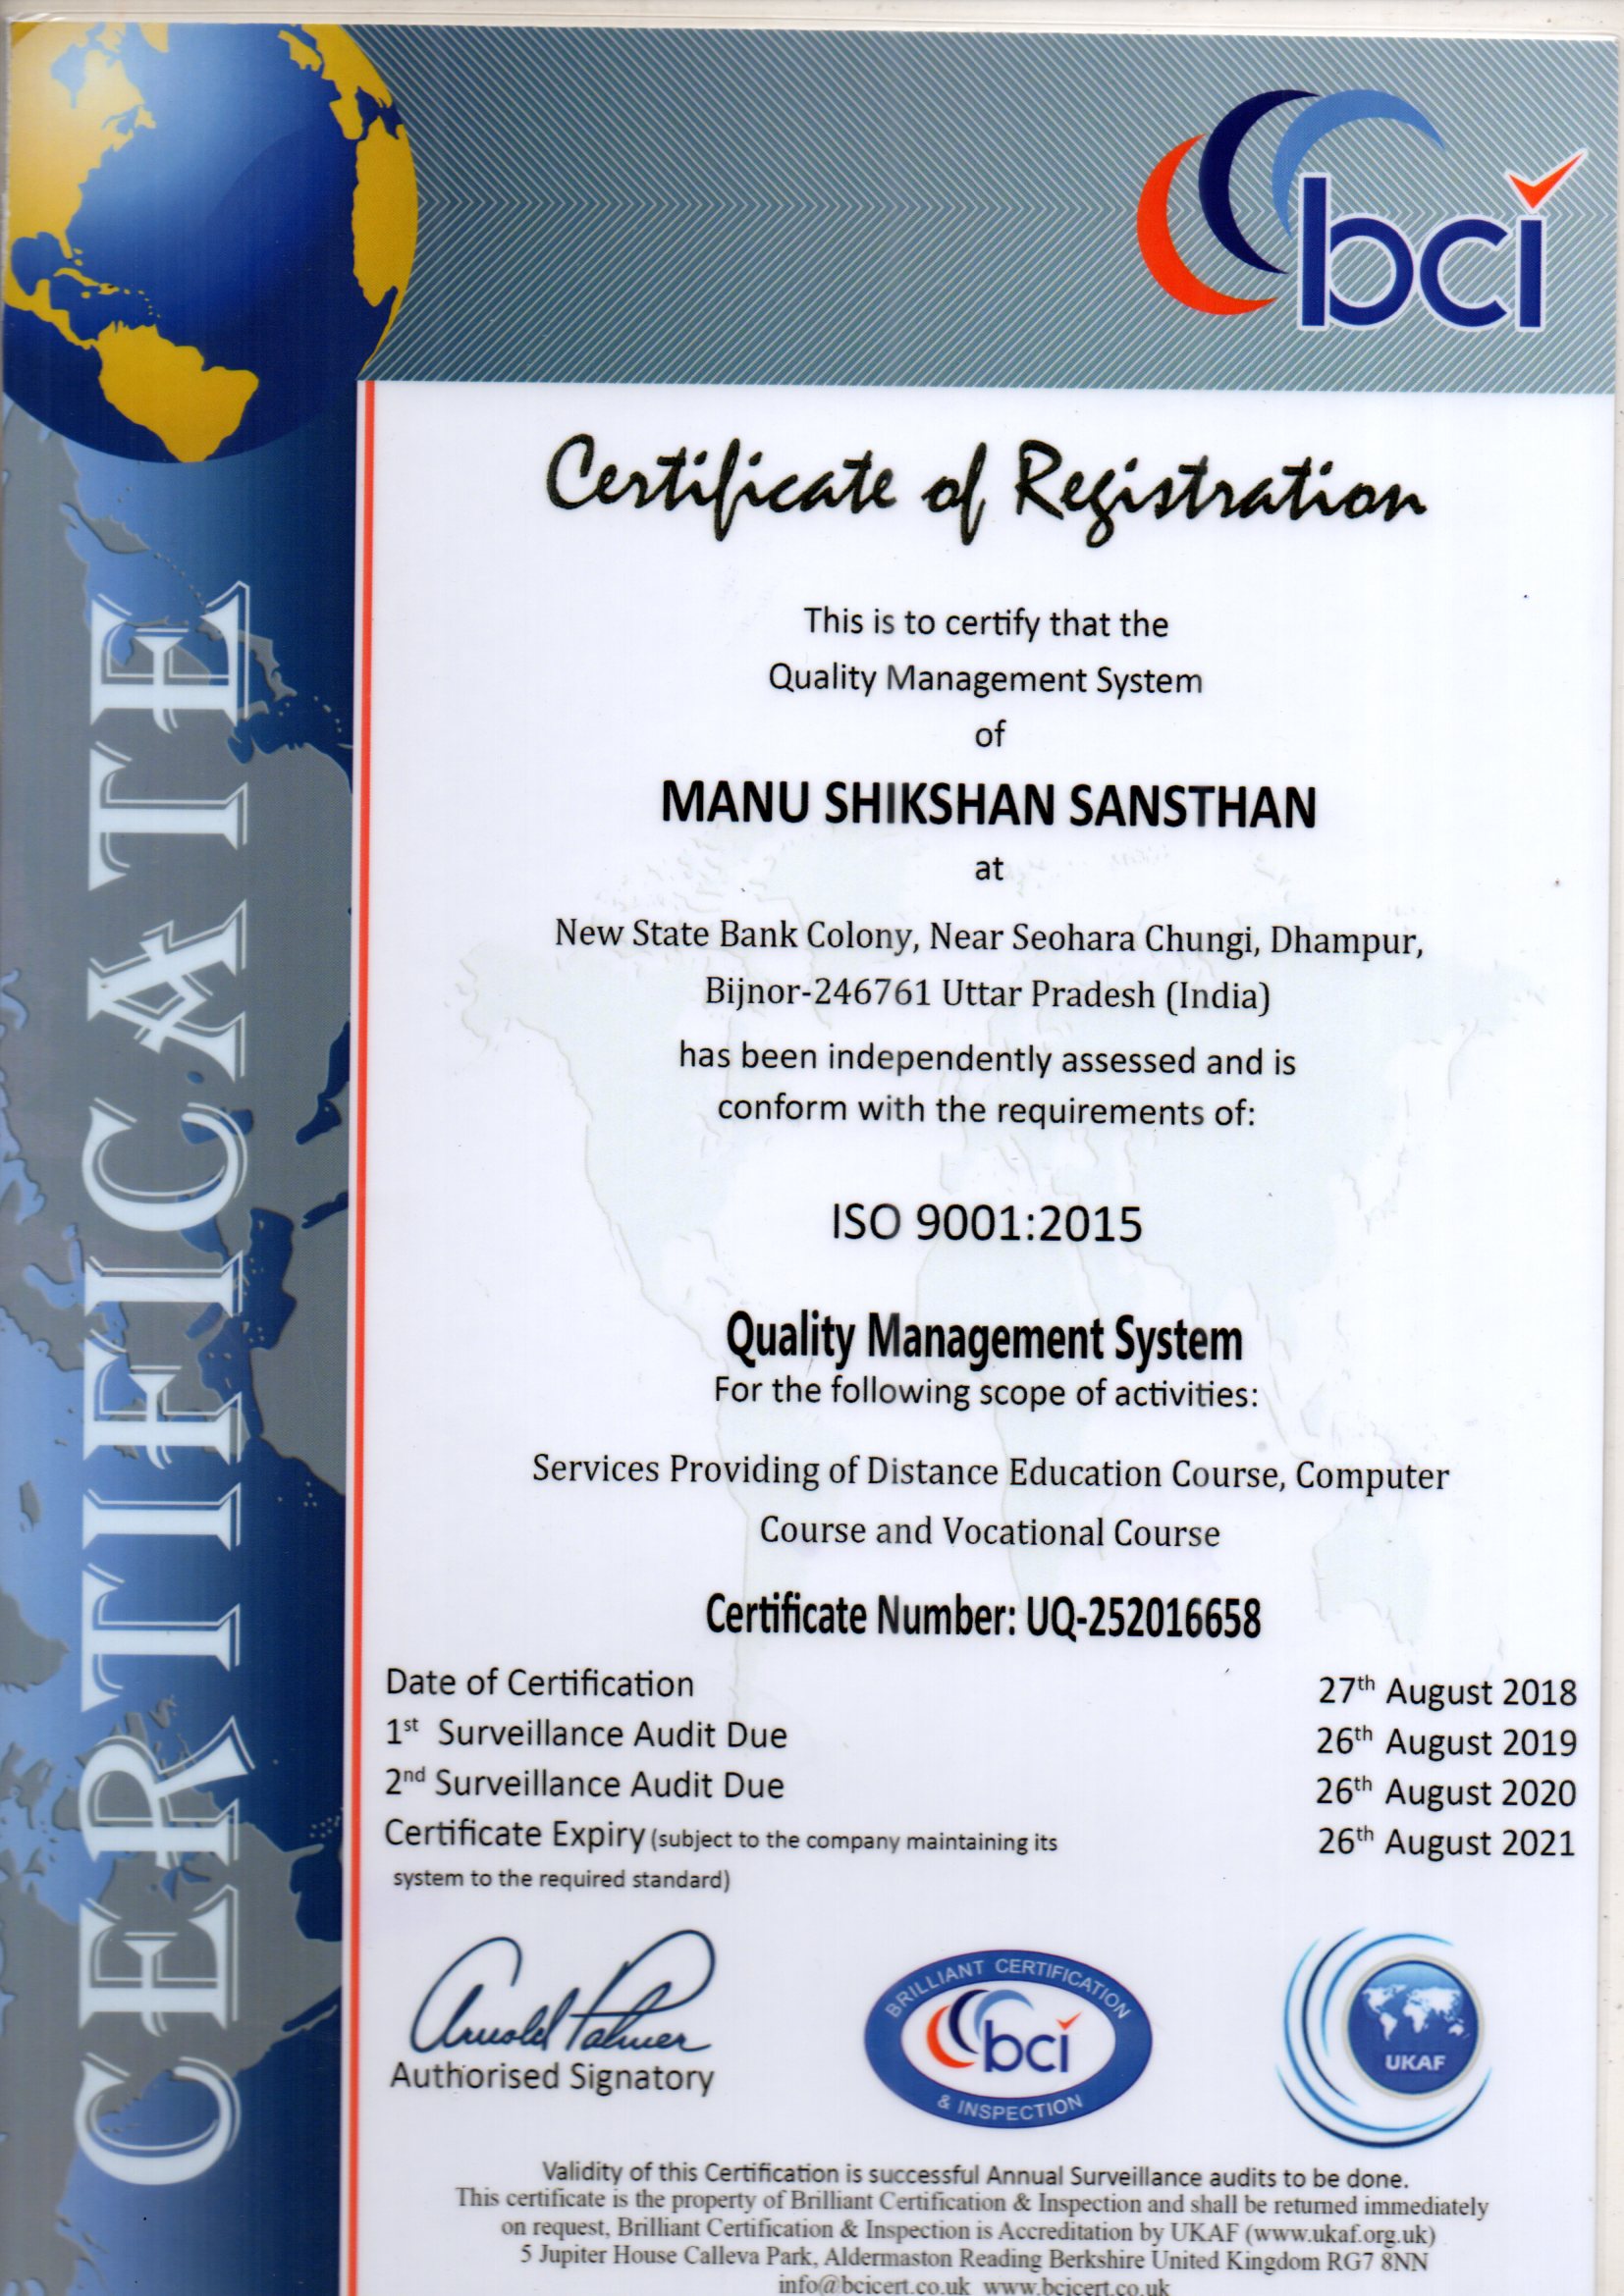 bci
CERTIFICATE
Certificate of Registration
This is to certify that the
Quality Management System
of
MANU SHIKSHAN SANSTHAN
at
New State Bank Colony, Near Seohara Chungi, Dhampur,
Bijnor-246761 Uttar Pradesh (India)
has been independently assessed and is
conform with the requirements of:
ISO 9001:2015
Quality Management System
For the following scope of activities:
Services Providing of Distance Education Course, Computer
Course and Vocational Course
Certificate Number: UQ-252016658
Date of Certification 27th August 2018
1st Surveillance Audit Due 26th August 2019
2nd Surveillance Audit Due 26th August 2020
Certificate Expiry (subject to the company maintaining its 26th August 2021
system to the required standard)
Arnold Palmer
Authorised Signatory
BRILLIANT CERTIFICATION
bci
& INSPECTION
UKAF
Validity of this Certification is successful Annual Surveillance audits to be done.
This certificate is the property of Brilliant Certification & Inspection and shall be returned immediately
on request, Brilliant Certification & Inspection is Accreditation by UKAF (www.ukaf.org.uk)
5 Jupiter House Calleva Park, Aldermaston Reading Berkshire United Kingdom RG7 8NN
info@bcicert.co.uk www.bcicert.co.uk